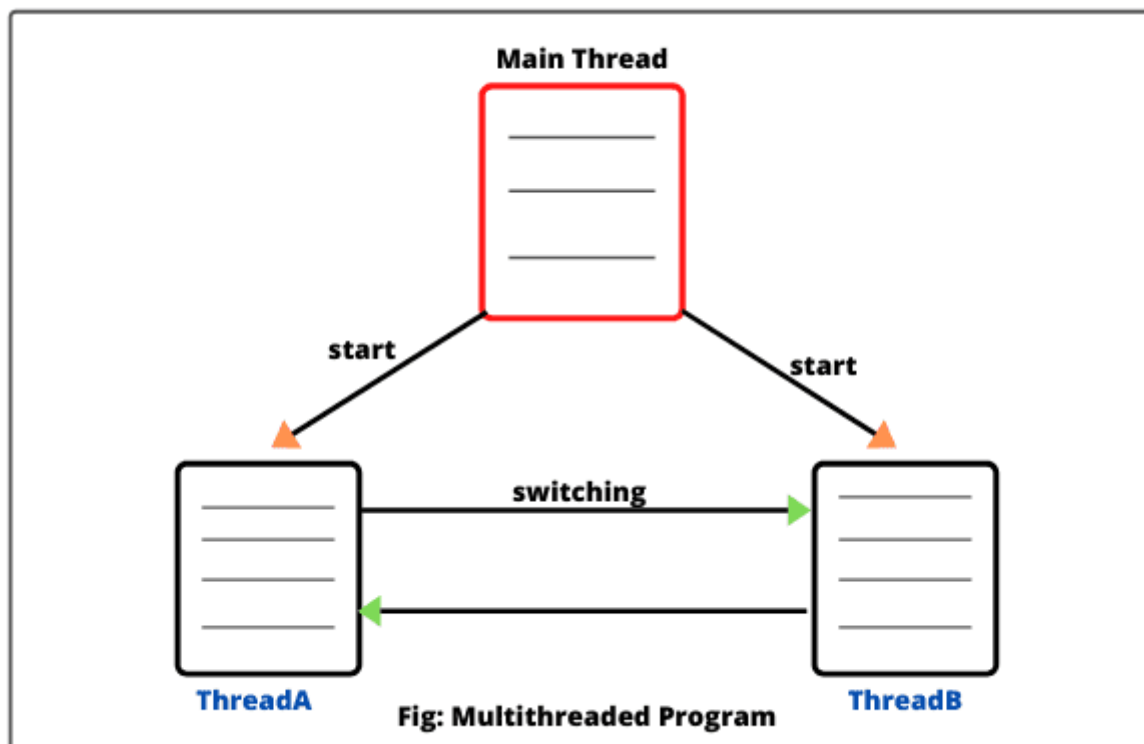 Main Thread
start
start
switching
ThreadA
ThreadB
Fig: Multithreaded Program